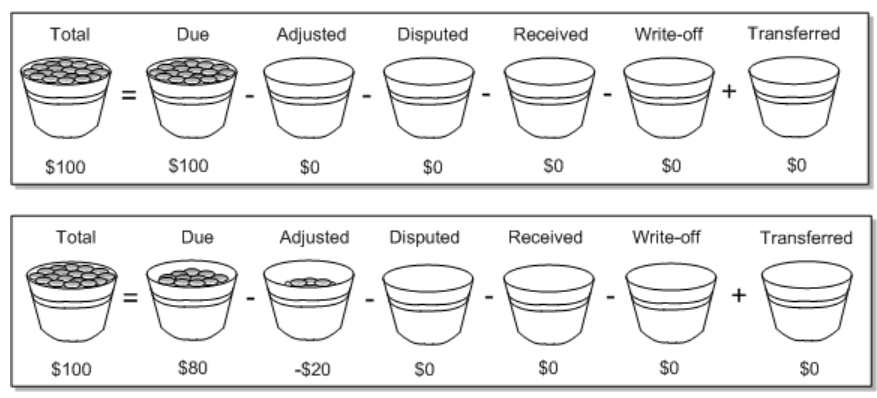 Total Due Adjusted Disputed Received Write-off Transferred
= - - - - +
$100 $100 $0 $0 $0 $0 $0
Total Due Adjusted Disputed Received Write-off Transferred
= - - - - +
$100 $80 -$20 $0 $0 $0 $0